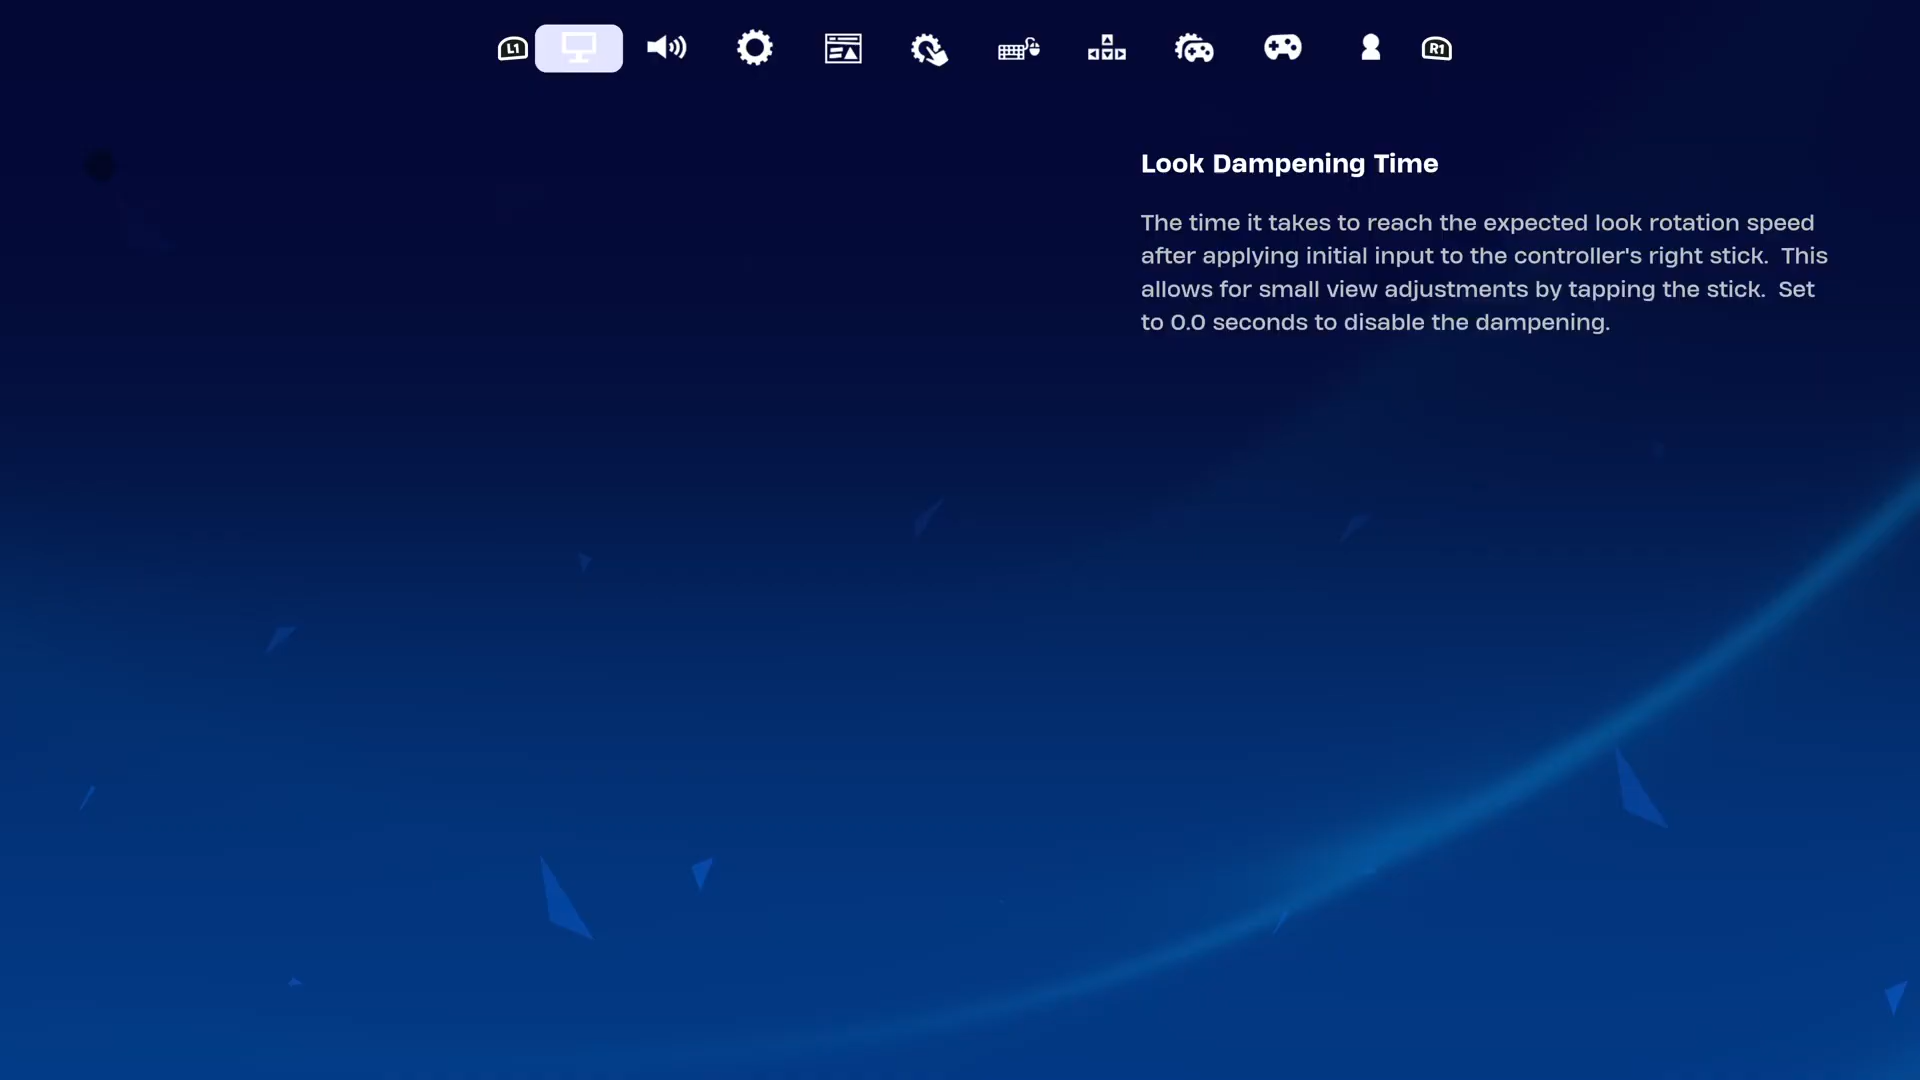 L1
R1
Look Dampening Time
The time it takes to reach the expected look rotation speed
after applying initial input to the controller's right stick.  This
allows for small view adjustments by tapping the stick.  Set
to 0.0 seconds to disable the dampening.